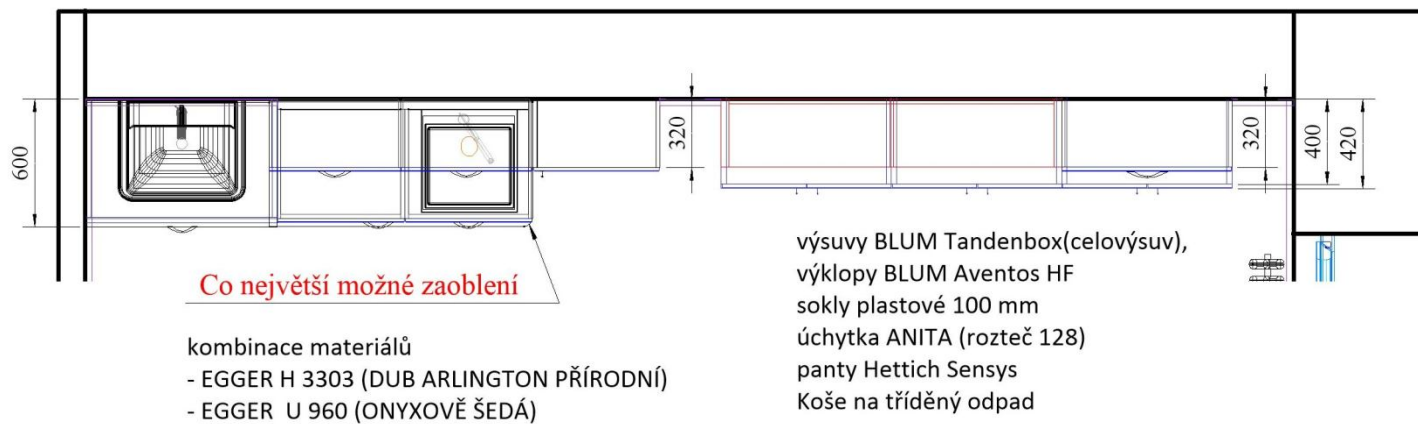 600
320
320
400
420
Co největší možné zaoblení
kombinace materiálů
- EGGER H 3303 (DUB ARLINGTON PŘÍRODNÍ)
- EGGER  U 960 (ONYXOVĚ ŠEDÁ)
výsuvy BLUM Tandenbox(celovýsuv),
výklopy BLUM Aventos HF
sokly plastové 100 mm
úchytka ANITA (rozteč 128)
panty Hettich Sensys
Koše na tříděný odpad